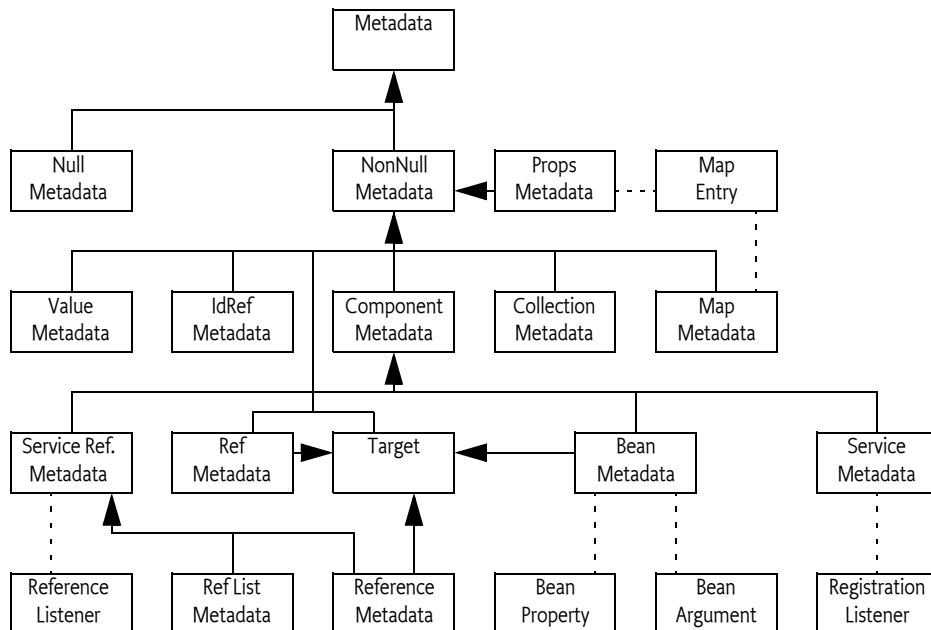 Metadata
Null
Metadata
NonNull
Metadata
Props
Metadata
Map
Entry
Value
Metadata
IdRef
Metadata
Component
Metadata
Collection
Metadata
Map
Metadata
Service Ref.
Metadata
Ref
Metadata
Target
Bean
Metadata
Service
Metadata
Reference
Listener
Ref List
Metadata
Reference
Metadata
Bean
Property
Bean
Argument
Registration
Listener